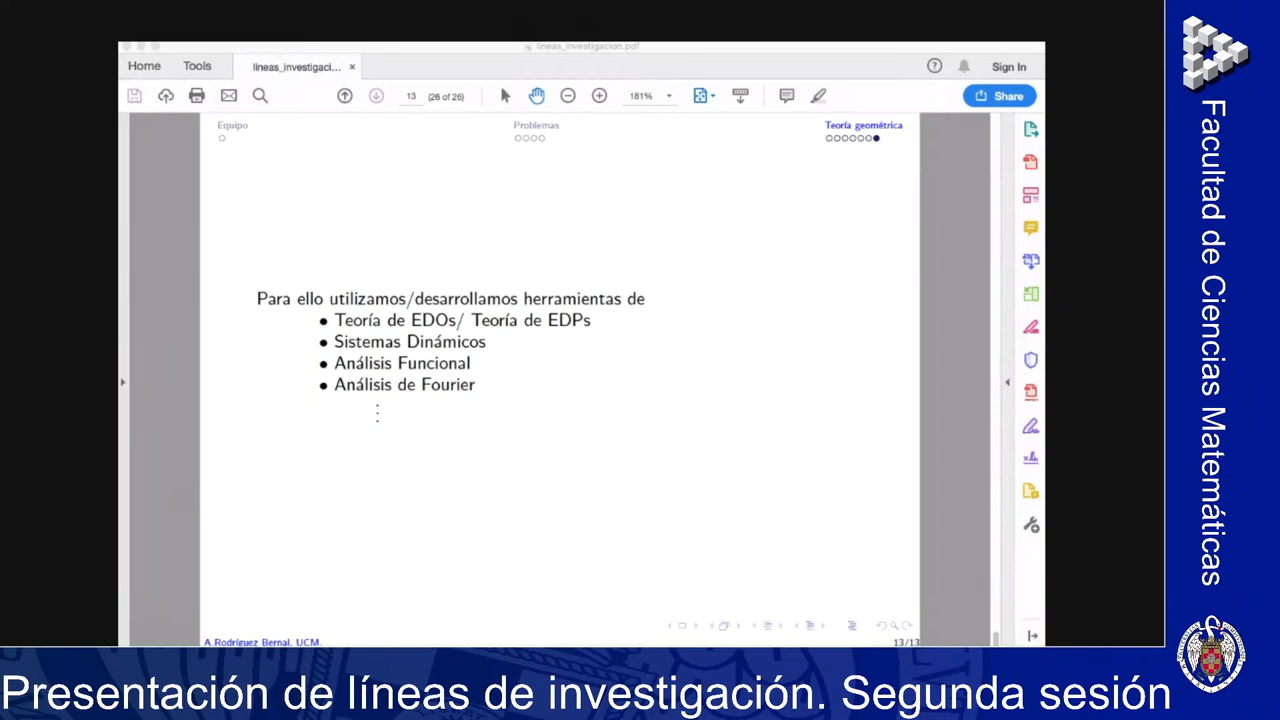 lineas_investigacion.pdf
Home Tools lineas_investigaci... × Sign In
13 (26 of 26) 181% Share
Equipo Problemas Teoría geométrica
Para ello utilizamos/desarrollamos herramientas de
• Teoría de EDOs/ Teoría de EDPs
• Sistemas Dinámicos
• Análisis Funcional
• Análisis de Fourier
⋮
A.Rodríguez Bernal, UCM 13/13
Facultad de Ciencias Matemáticas
Presentación de líneas de investigación. Segunda sesión